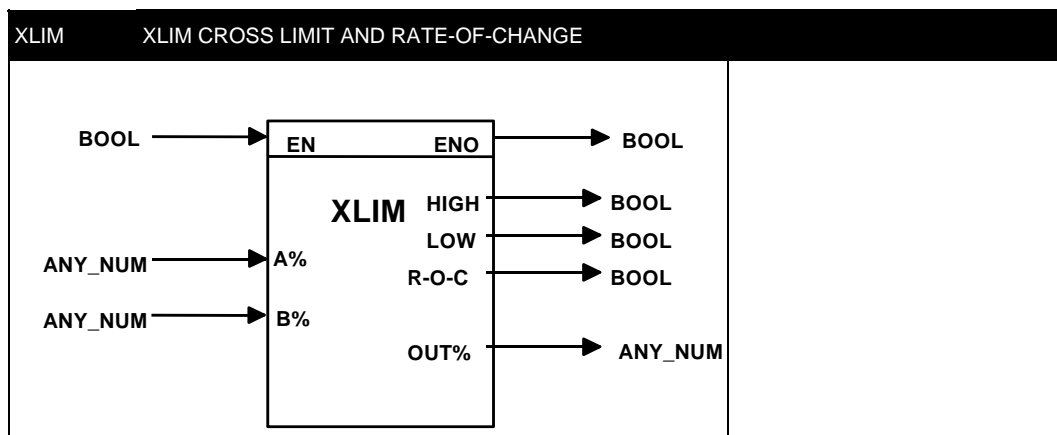 XLIM XLIM CROSS LIMIT AND RATE-OF-CHANGE
BOOL EN ENO BOOL
XLIM HIGH BOOL
LOW BOOL
ANY_NUM A% R-O-C BOOL
ANY_NUM B%
OUT% ANY_NUM